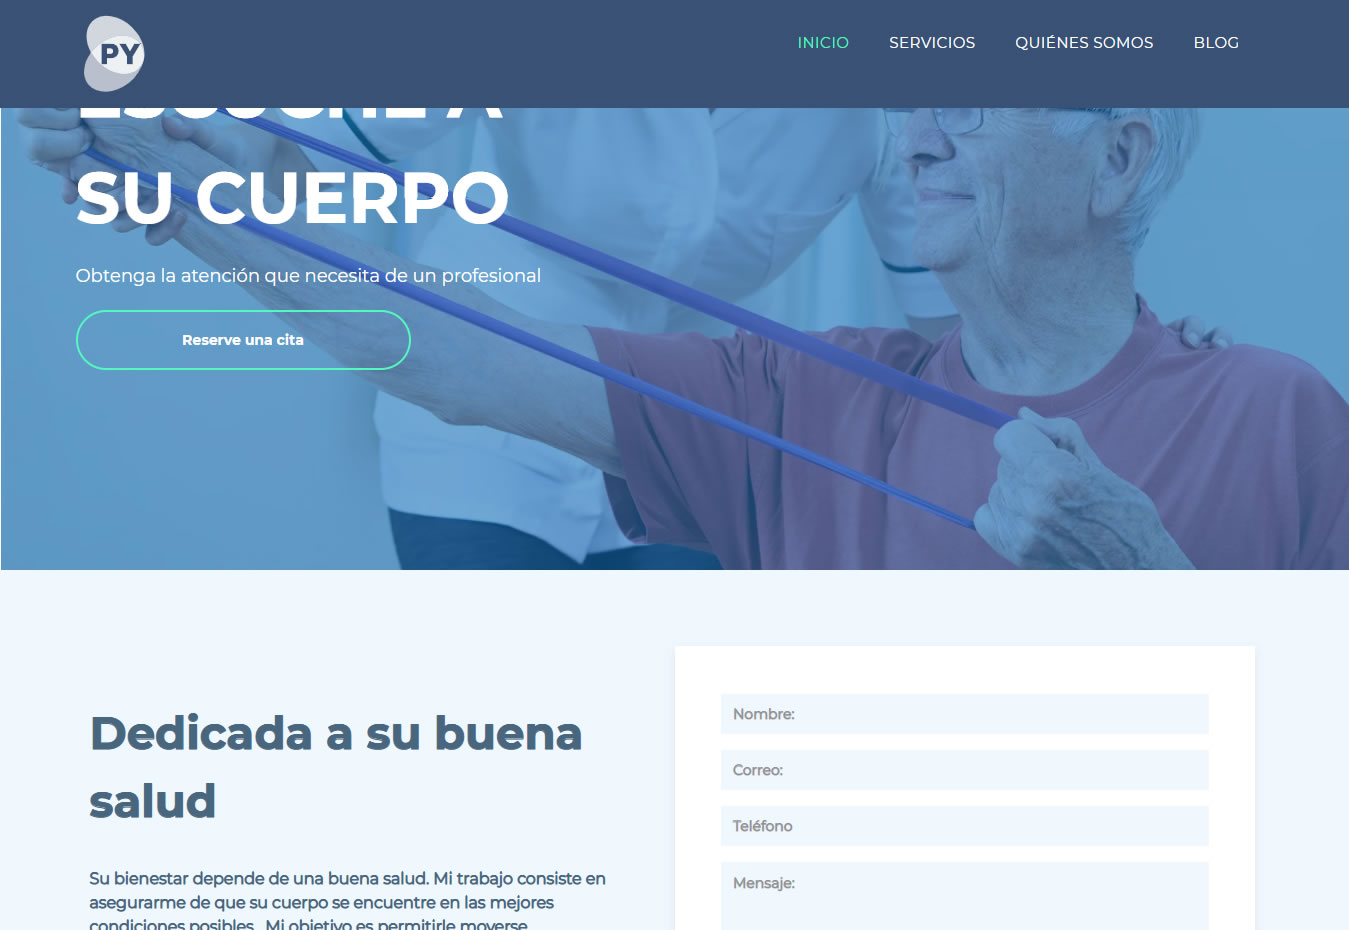 PY
INICIO
SERVICIOS
QUIÉNES SOMOS
BLOG
ESCUCHE A
SU CUERPO
Obtenga la atención que necesita de un profesional
Reserve una cita
Dedicada a su buena
salud
Su bienestar depende de una buena salud. Mi trabajo consiste en
asegurarme de que su cuerpo se encuentre en las mejores
condiciones posibles. Mi objetivo es permitirle moverse
Nombre:
Correo:
Teléfono
Mensaje: